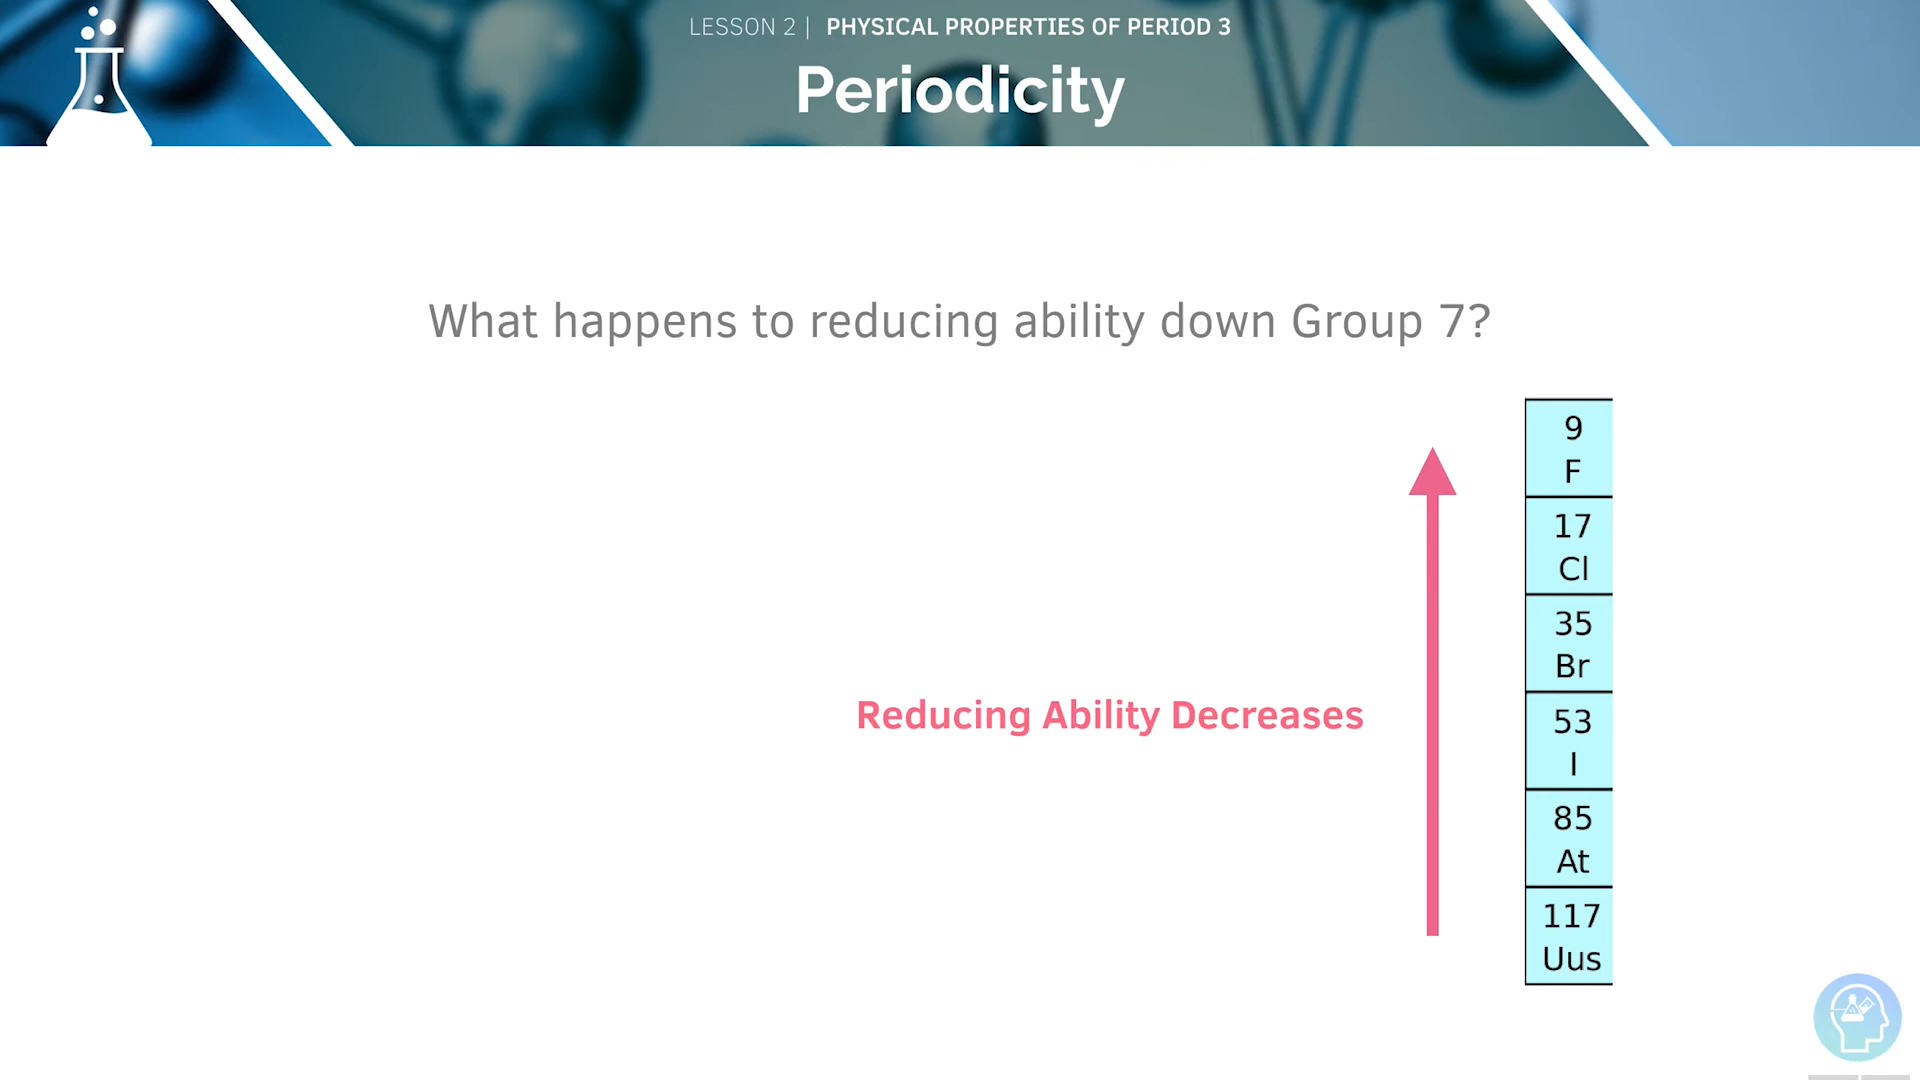 LESSON 2 | PHYSICAL PROPERTIES OF PERIOD 3
Periodicity
What happens to reducing ability down Group 7?
9
F
17
Cl
35
Br
Reducing Ability Decreases
53
I
85
At
117
Uus